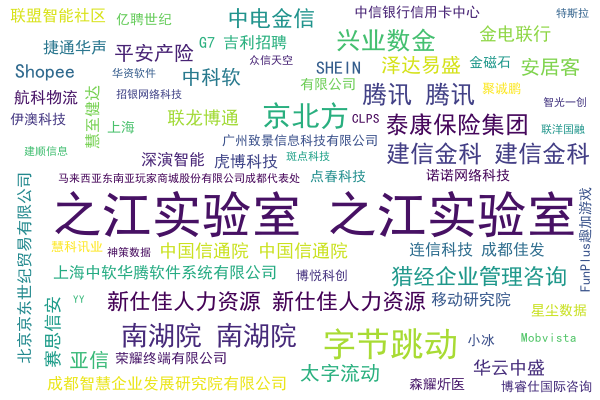 联盟智能社区 亿聘世纪 中电金信 中信银行信用卡中心 特斯拉
捷通华声 平安产险 G7 吉利招聘 兴业数金 金电联行
Shopee 华资软件 中科软 众信天空 SHEIN 泽达易盛 金磁石 安居客
航科物流 招银网络科技 有限公司 腾讯 腾讯 聚诚鹏
伊澳科技 慧至健达 上海 联龙博通 京北方 CLPS 泰康保险集团 智光一创
广州致景信息科技有限公司 联洋国融
建顺信息 深演智能 虎博科技 斑点科技 建信金科 建信金科
马来西亚东南亚玩家商城股份有限公司成都代表处 点春科技 诺诺网络科技
之江实验室 之江实验室
北京京东世纪贸易有限公司 慧科讯业 神策数据 中国信通院 中国信通院 连信科技 成都佳发 FunPlus趣加游戏
上海中软华腾软件系统有限公司 博悦科创 猎经企业管理咨询
赛思信安 YY 新仕佳人力资源 新仕佳人力资源 移动研究院
南湖院 南湖院 字节跳动 星尘数据
亚信 荣耀终端有限公司 小冰 Mobvista
太字流动 华云中盛
成都智慧企业发展研究院有限公司 森耀炘医 博睿仕国际咨询